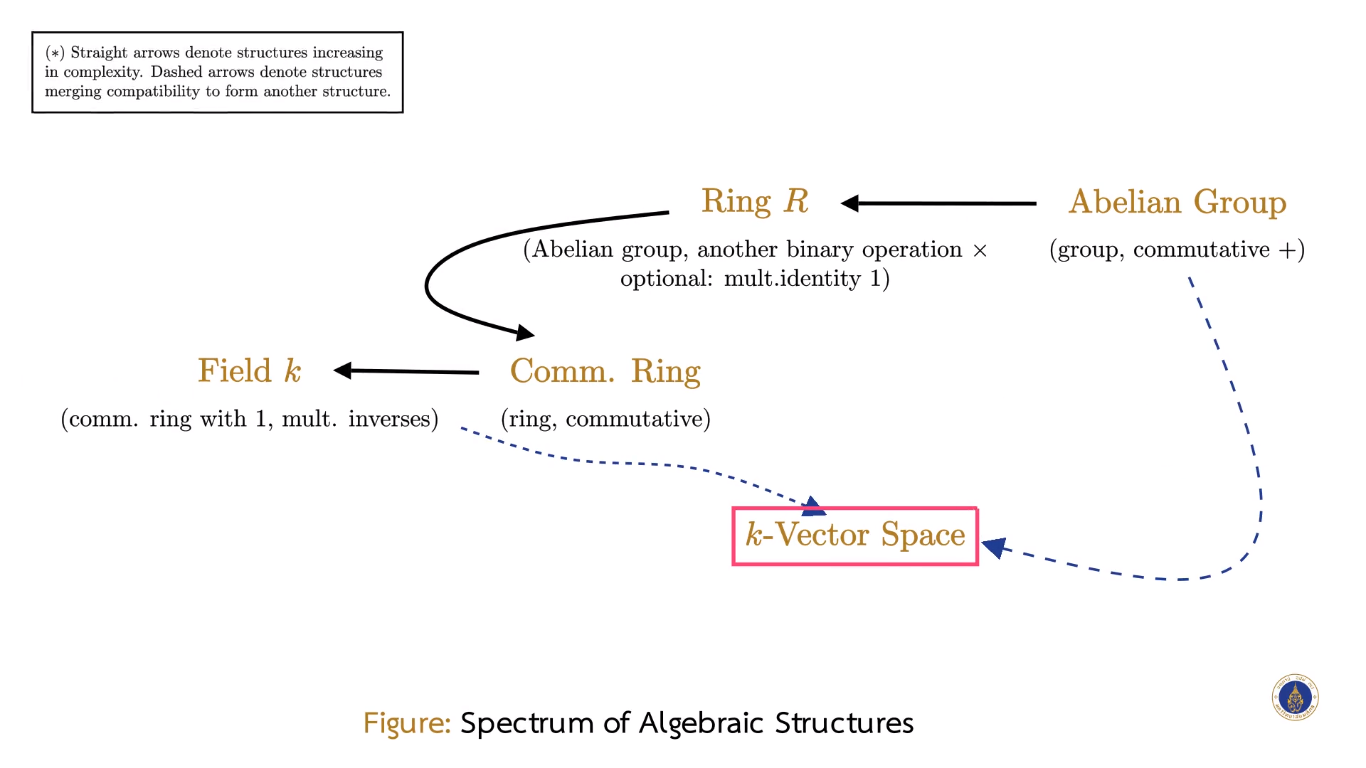 (∗) Straight arrows denote structures increasing
in complexity. Dashed arrows denote structures
merging compatibility to form another structure.
Ring R
Abelian Group
(Abelian group, another binary operation ×
optional: mult.identity 1)
(group, commutative +)
Field k
Comm. Ring
(comm. ring with 1, mult. inverses)
(ring, commutative)
k-Vector Space
Figure: Spectrum of Algebraic Structures